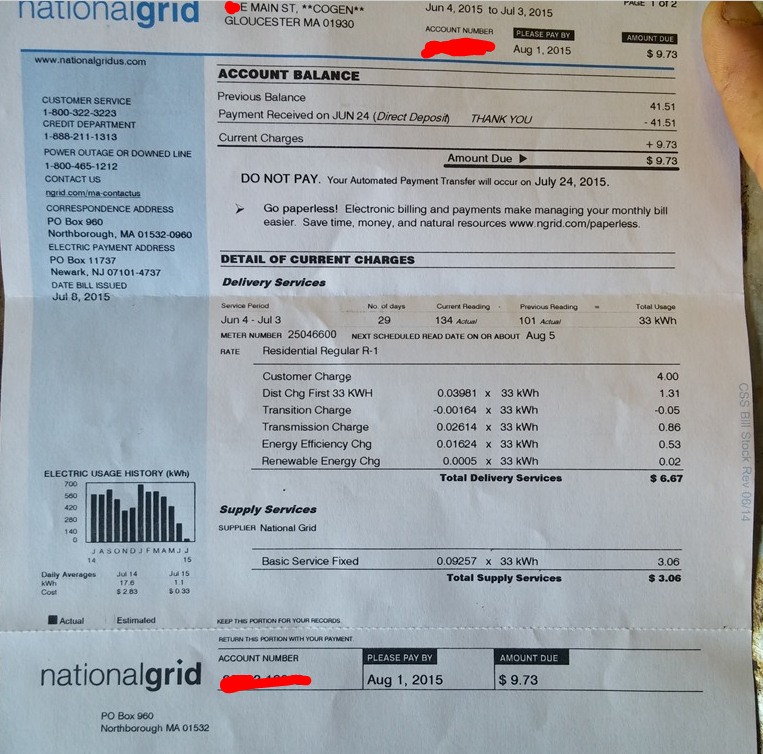 nationalgrid
E MAIN ST, **COGEN**
GLOUCESTER MA 01930
Jun 4, 2015 to Jul 3, 2015
PAGE 1 of 2
ACCOUNT NUMBER
PLEASE PAY BY
Aug 1, 2015
AMOUNT DUE
$ 9.73
www.nationalgridus.com
CUSTOMER SERVICE
1-800-322-3223
CREDIT DEPARTMENT
1-888-211-1313
POWER OUTAGE OR DOWNED LINE
1-800-465-1212
CONTACT US
ngrid.com/ma-contactus
CORRESPONDENCE ADDRESS
PO Box 960
Northborough, MA 01532-0960
ELECTRIC PAYMENT ADDRESS
PO Box 11737
Newark, NJ 07101-4737
DATE BILL ISSUED
Jul 8, 2015
ACCOUNT BALANCE
Previous Balance 41.51
Payment Received on JUN 24 (Direct Deposit) THANK YOU - 41.51
Current Charges + 9.73
Amount Due ▶ $ 9.73
DO NOT PAY. Your Automated Payment Transfer will occur on July 24, 2015.
➢ Go paperless! Electronic billing and payments make managing your monthly bill
easier. Save time, money, and natural resources www.ngrid.com/paperless.
DETAIL OF CURRENT CHARGES
Delivery Services
Service Period No. of days Current Reading - Previous Reading = Total Usage
Jun 4 - Jul 3 29 134 Actual 101 Actual 33 kWh
METER NUMBER 25046600 NEXT SCHEDULED READ DATE ON OR ABOUT Aug 5
RATE Residential Regular R-1
Customer Charge 4.00
Dist Chg First 33 KWH 0.03981 x 33 kWh 1.31
Transition Charge -0.00164 x 33 kWh -0.05
Transmission Charge 0.02614 x 33 kWh 0.86
Energy Efficiency Chg 0.01624 x 33 kWh 0.53
Renewable Energy Chg 0.0005 x 33 kWh 0.02
Total Delivery Services $ 6.67
Supply Services
SUPPLIER National Grid
Basic Service Fixed 0.09257 x 33 kWh 3.06
Total Supply Services $ 3.06
ELECTRIC USAGE HISTORY (kWh)
700
560
420
280
140
0
J A S O N D J F M A M J J
14 15
Daily Averages Jul 14 Jul 15
kWh 17.6 1.1
Cost $ 2.83 $ 0.33
Actual Estimated
CSS Bill Stock Rev 06/14
KEEP THIS PORTION FOR YOUR RECORDS.
RETURN THIS PORTION WITH YOUR PAYMENT.
nationalgrid
ACCOUNT NUMBER
PLEASE PAY BY
Aug 1, 2015
AMOUNT DUE
$ 9.73
PO Box 960
Northborough MA 01532